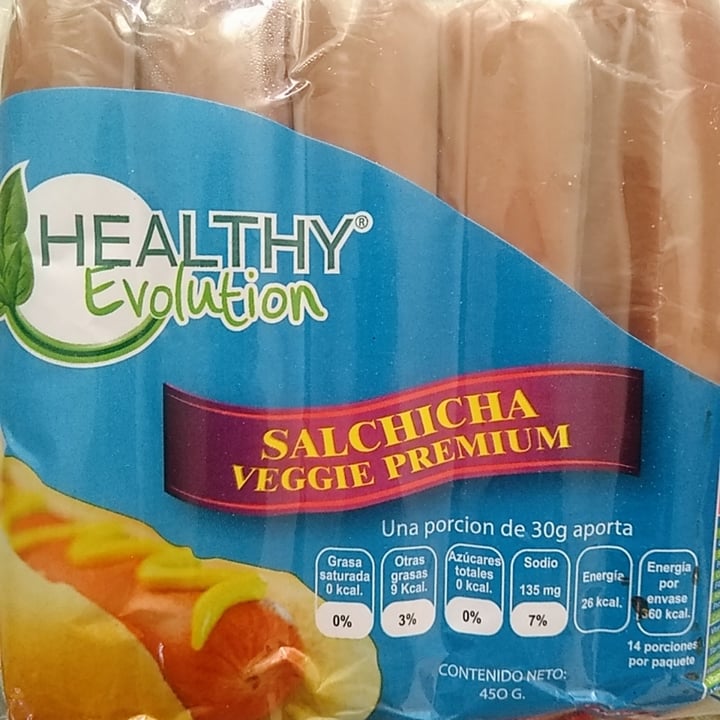 HEALTHY®
Evolution
SALCHICHA
VEGGIE PREMIUM
Una porcion de 30g aporta
Grasa
saturada
0 kcal.
0%
Otras
grasas
9 Kcal.
3%
Azúcares
totales
0 kcal.
0%
Sodio
135 mg
7%
Energía
26 kcal.
Energía
por
envase
360 kcal.
14 porciones
por paquete
CONTENIDO NETO:
450 G.